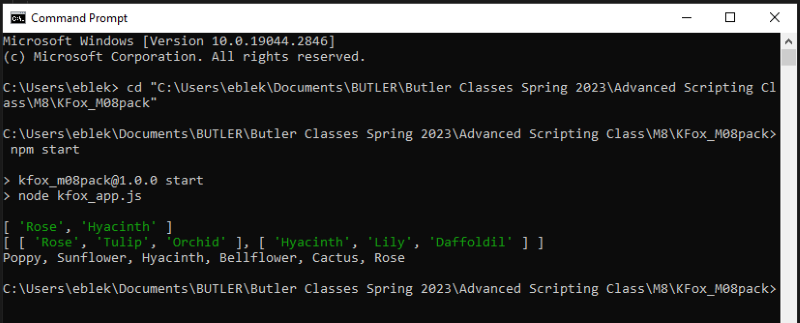 Command Prompt
Microsoft Windows [Version 10.0.19044.2846]
(c) Microsoft Corporation. All rights reserved.
C:\Users\eblek> cd "C:\Users\eblek\Documents\BUTLER\Butler Classes Spring 2023\Advanced Scripting Cl
ass\M8\KFox_M08pack"
C:\Users\eblek\Documents\BUTLER\Butler Classes Spring 2023\Advanced Scripting Class\M8\KFox_M08pack>
npm start
> kfox_m08pack@1.0.0 start
> node kfox_app.js
[ 'Rose', 'Hyacinth' ]
[ [ 'Rose', 'Tulip', 'Orchid' ], [ 'Hyacinth', 'Lily', 'Daffoldil' ] ]
Poppy, Sunflower, Hyacinth, Bellflower, Cactus, Rose
C:\Users\eblek\Documents\BUTLER\Butler Classes Spring 2023\Advanced Scripting Class\M8\KFox_M08pack>